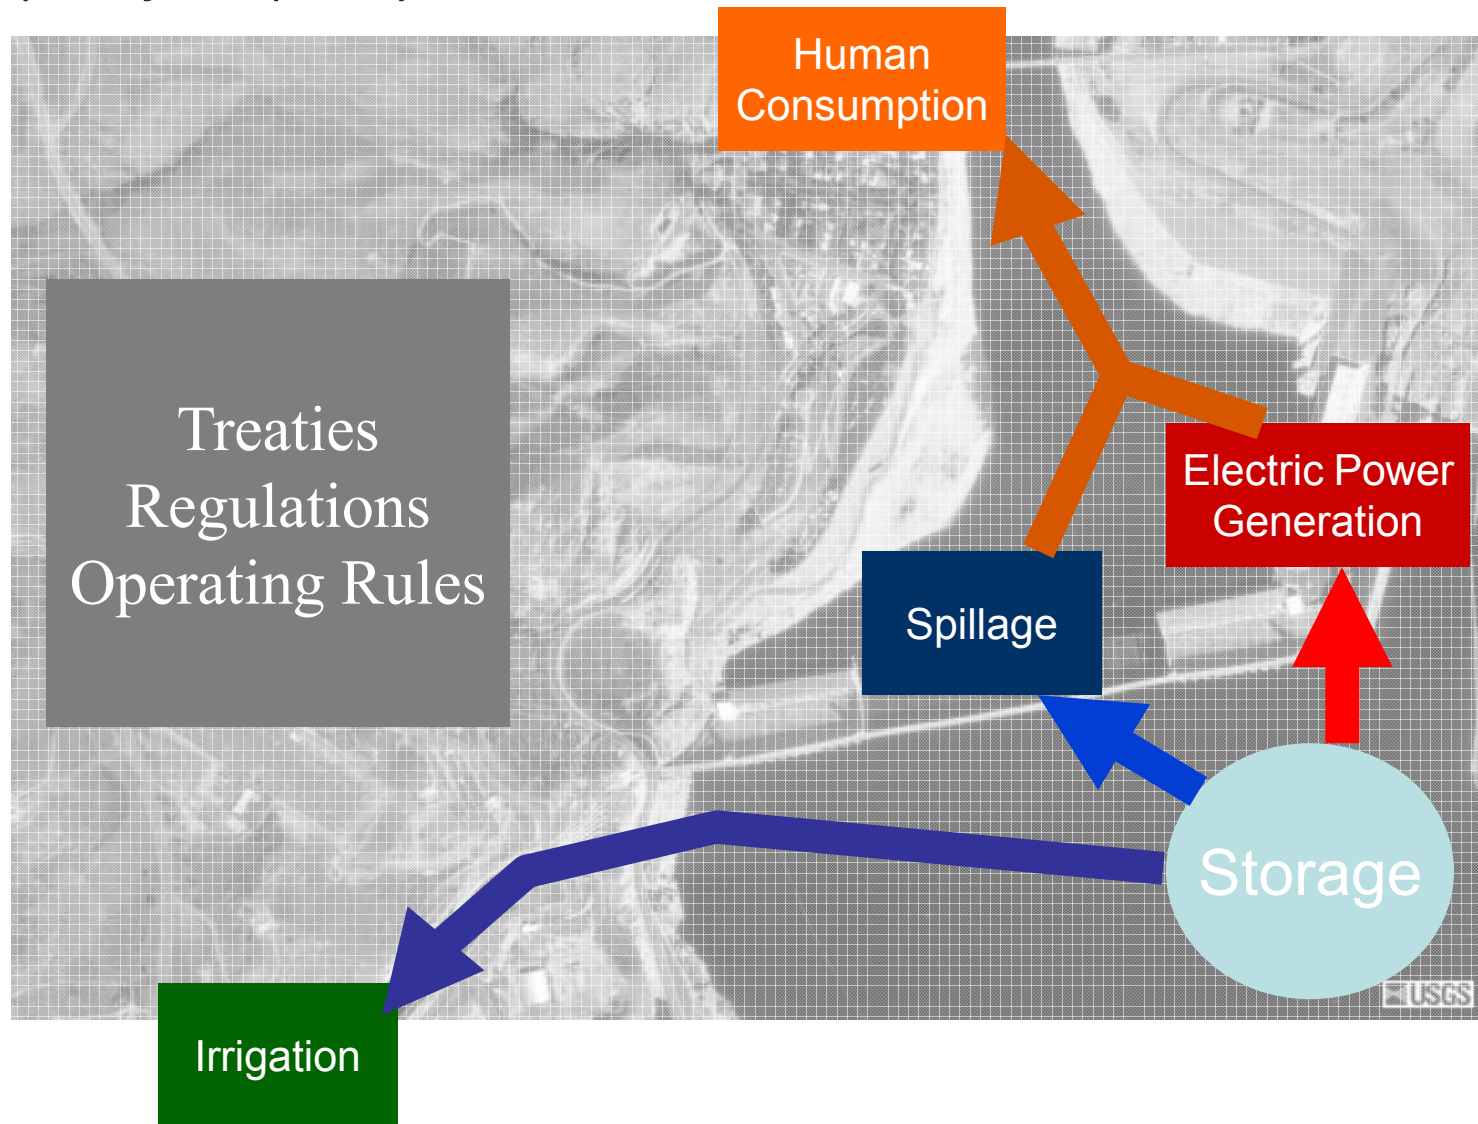 Human
Consumption
Treaties
Regulations
Operating Rules
Electric Power
Generation
Spillage
Storage
USGS
Irrigation